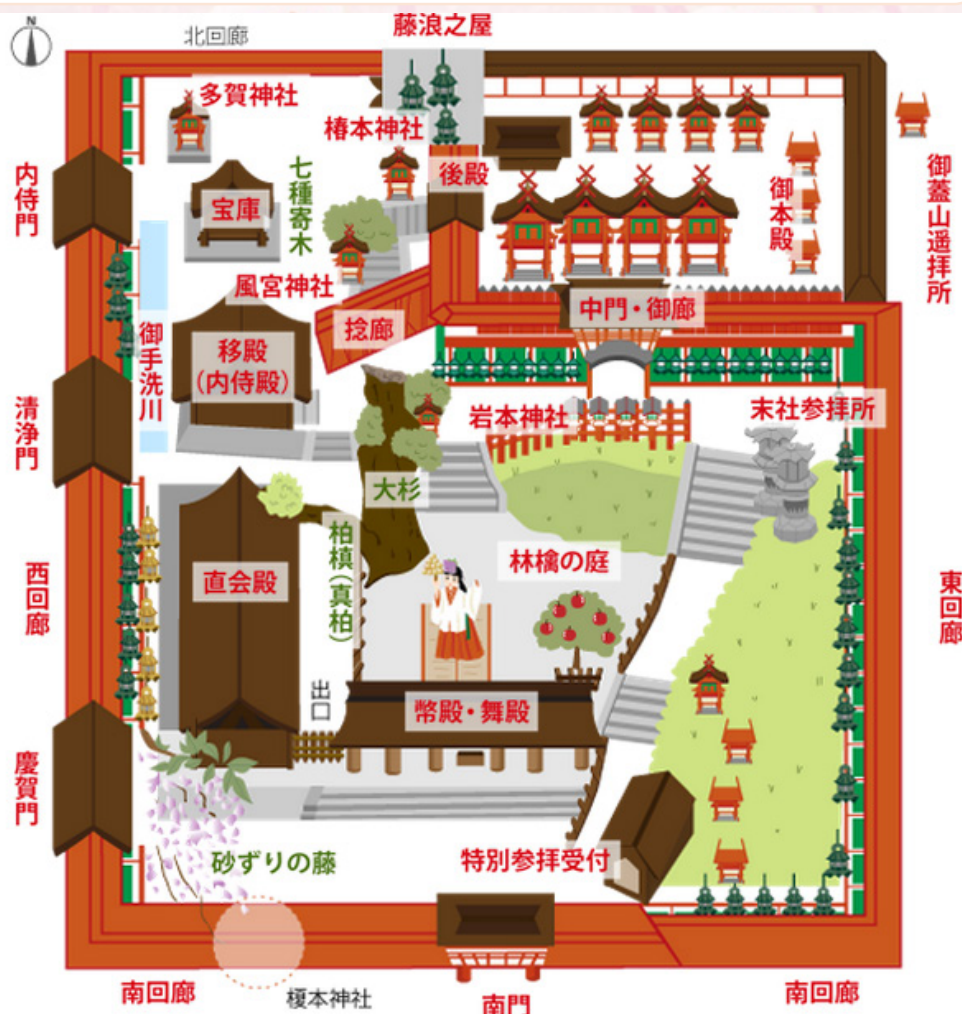 N
北回廊
藤浪之屋
多賀神社
椿本神社
内侍門
七種寄木
宝庫
後殿
御本殿
御蓋山遥拝所
風宮神社
捻廊
中門・御廊
移殿
（内侍殿）
御手洗川
清浄門
岩本神社
末社参拝所
大杉
柏槙（真柏）
林檎の庭
直会殿
西回廊
東回廊
出口
幣殿・舞殿
慶賀門
砂ずりの藤
特別参拝受付
南回廊
榎本神社
南門
南回廊